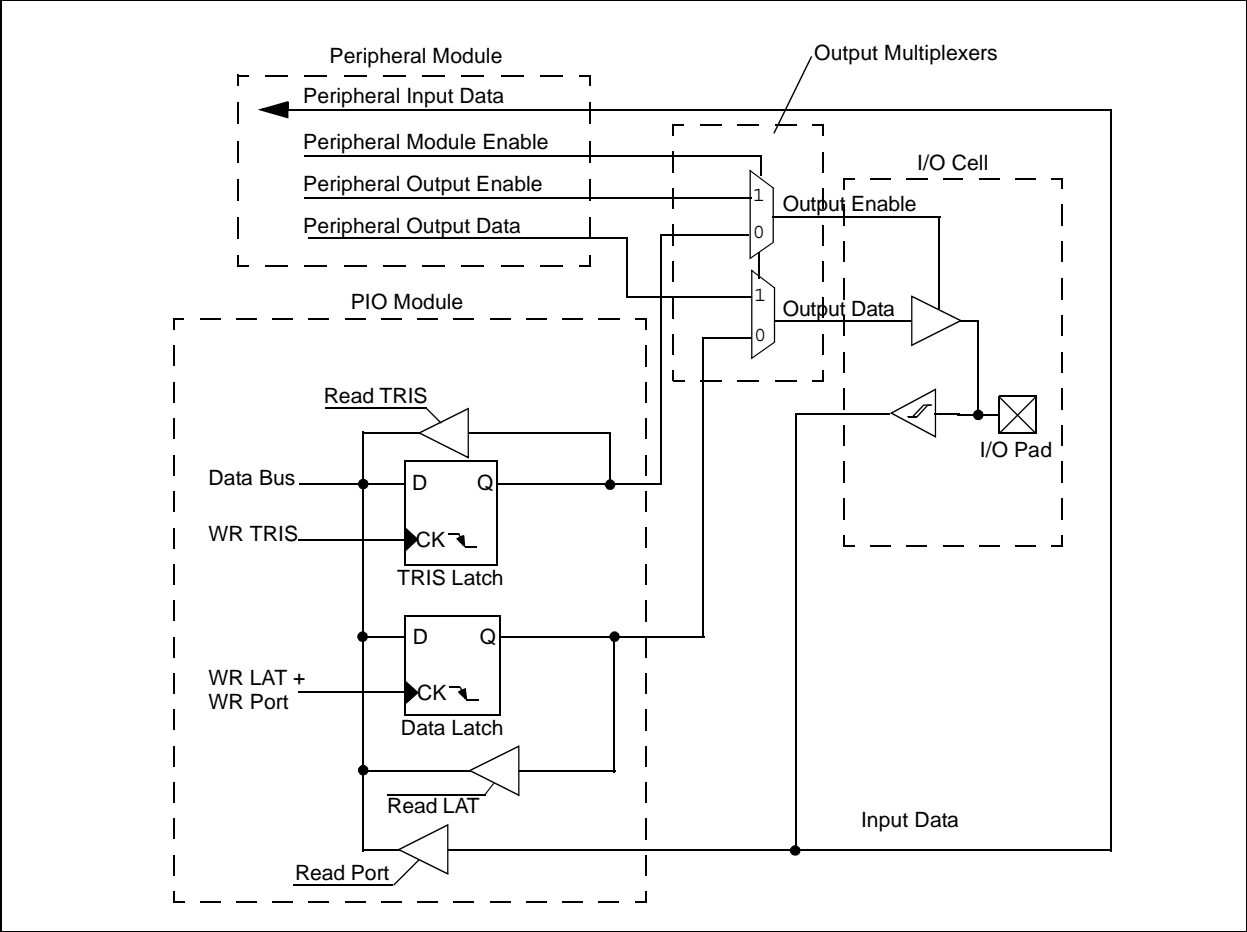 Output Multiplexers
Peripheral Module
Peripheral Input Data
Peripheral Module Enable
Peripheral Output Enable
Peripheral Output Data
1
0
Output Enable
I/O Cell
1
0
Output Data
PIO Module
Read TRIS
Data Bus
D
Q
WR TRIS
CK
TRIS Latch
I/O Pad
D
Q
WR LAT +
WR Port
CK
Data Latch
Read LAT
Input Data
Read Port